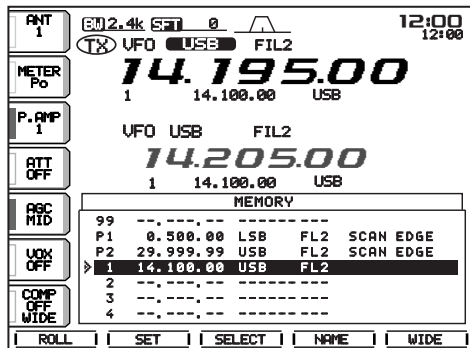 ANT
1
BW 2.4k SFT 0
12:00
12:00
TX VFO USB FIL2
METER
Po
14.195.00
1 14.100.00 USB
P.AMP
1
VFO USB FIL2
ATT
OFF
14.205.00
1 14.100.00 USB
AGC
MID
VOX
OFF
COMP
OFF
WIDE
MEMORY
99 --.---.-- ------ ---
P1 0.500.00 LSB FL2 SCAN EDGE
P2 29.999.99 USB FL2 SCAN EDGE
1 14.100.00 USB FL2
2 --.---.-- ------ ---
3 --.---.-- ------ ---
4 --.---.-- ------ ---
ROLL SET SELECT NAME WIDE